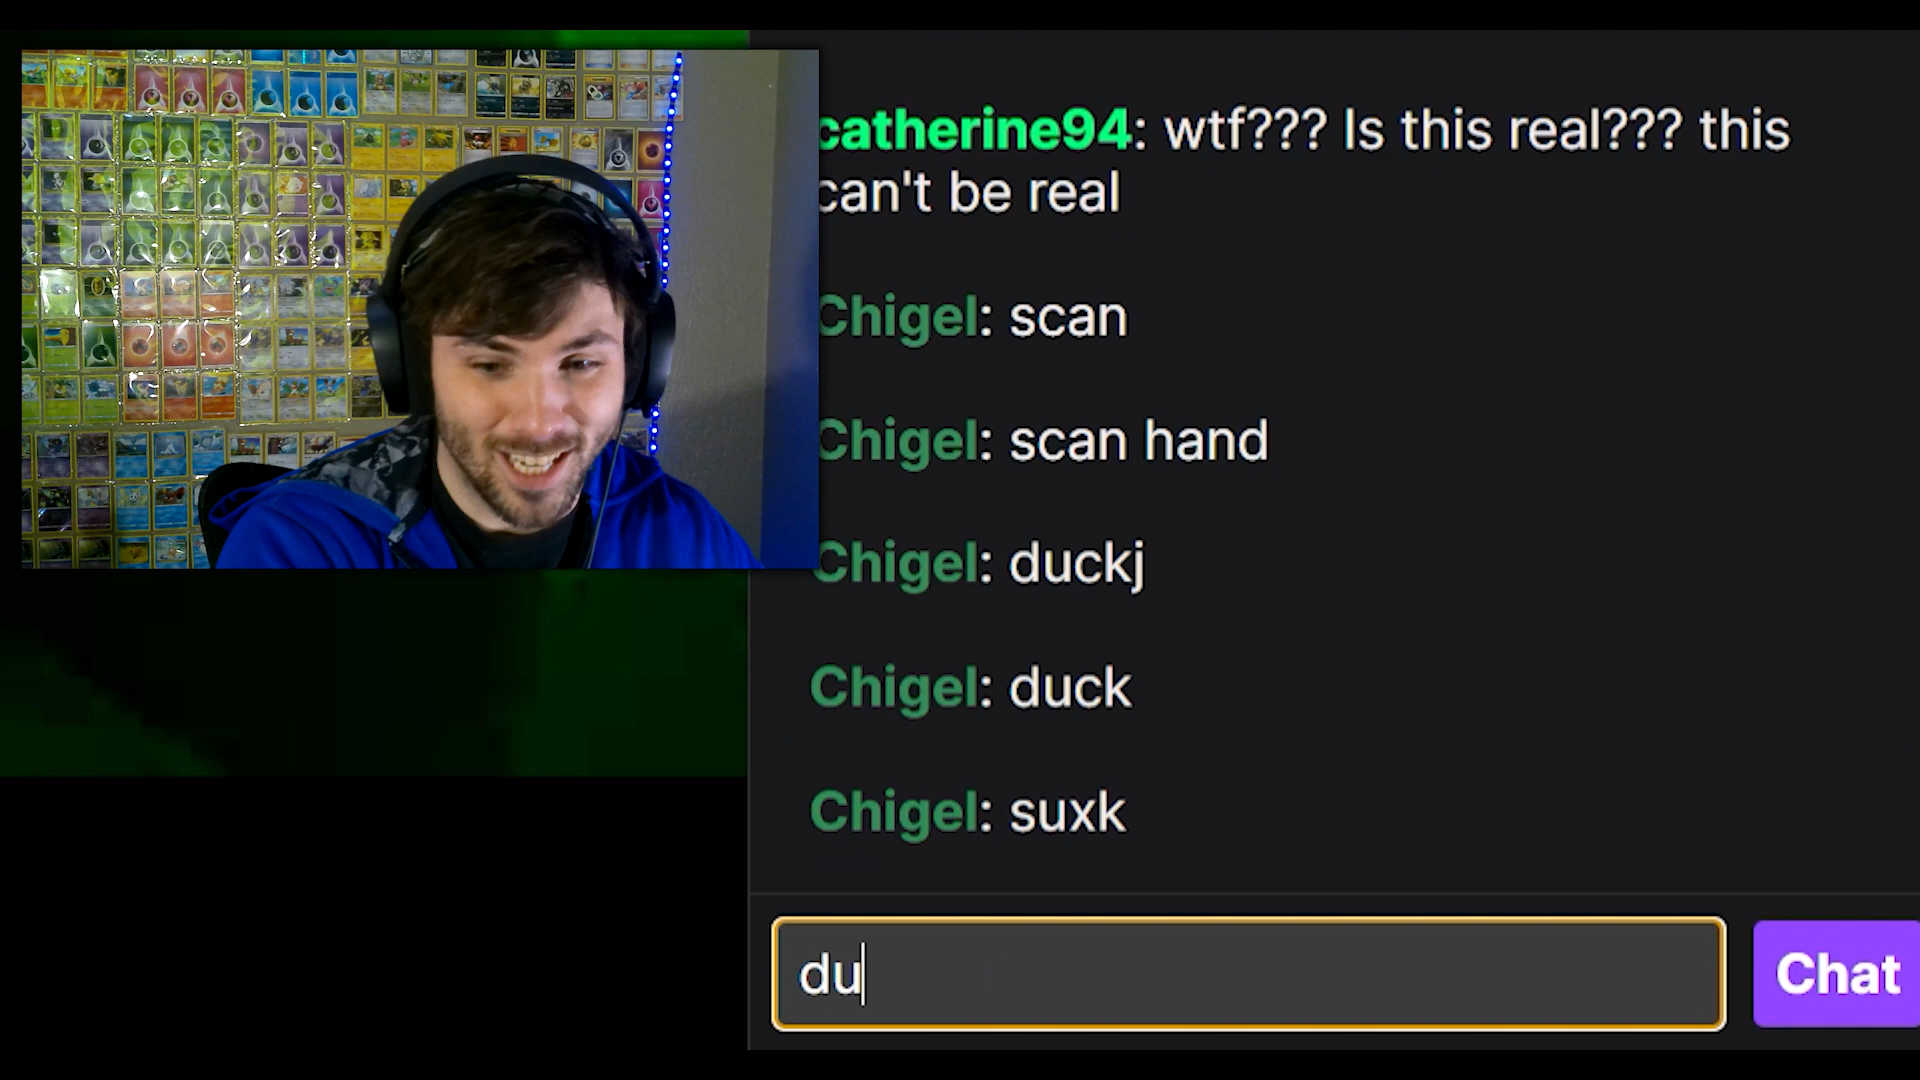 catherine94: wtf??? Is this real??? this
can't be real
Chigel: scan
Chigel: scan hand
Chigel: duckj
Chigel: duck
Chigel: suxk
du
Chat